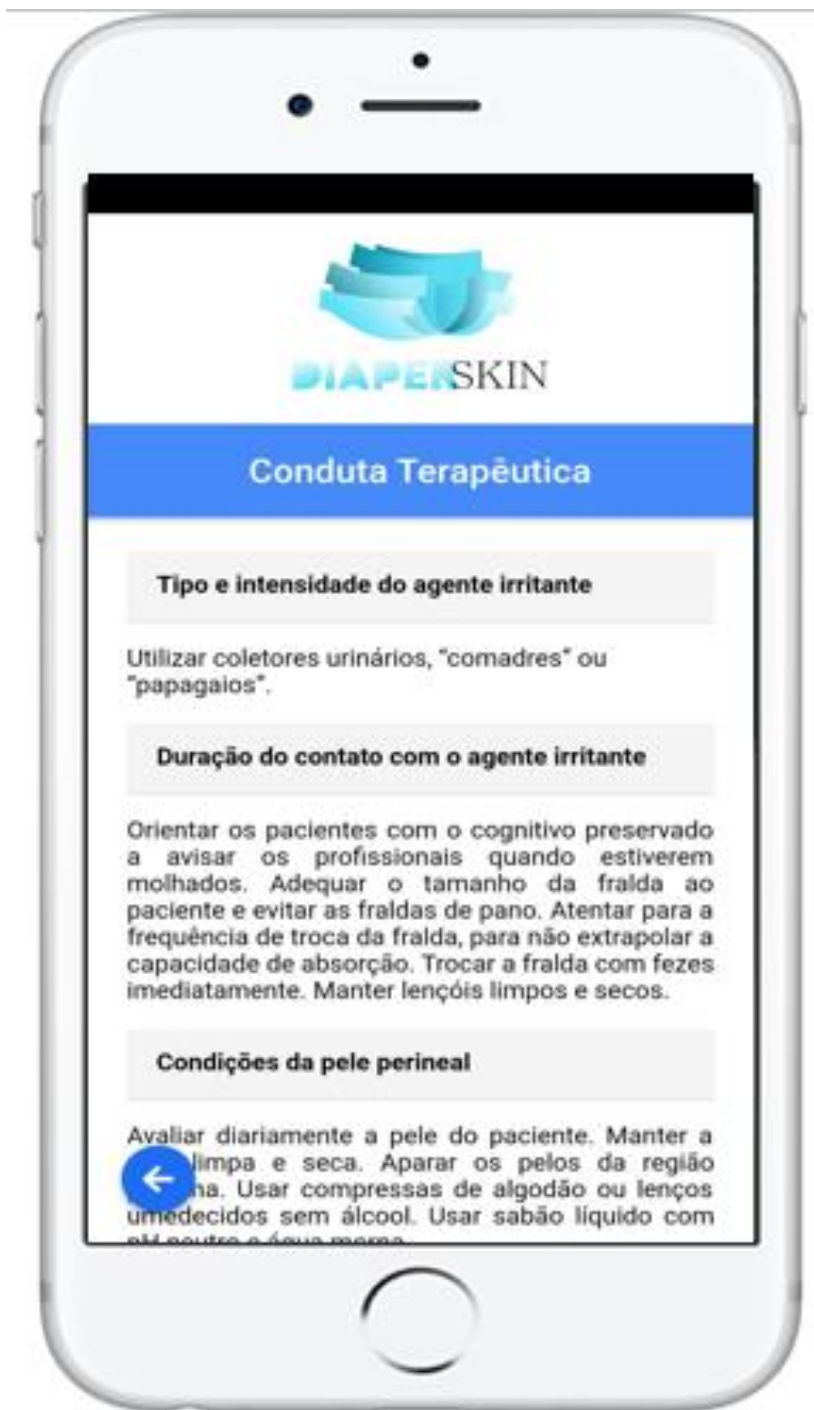 DIAPERSKIN
Conduta Terapêutica
Tipo e intensidade do agente irritante
Utilizar coletores urinários, “comadres” ou
“papagaios”.
Duração do contato com o agente irritante
Orientar os pacientes com o cognitivo preservado
a avisar os profissionais quando estiverem
molhados. Adequar o tamanho da fralda ao
paciente e evitar as fraldas de pano. Atentar para a
frequência de troca da fralda, para não extrapolar a
capacidade de absorção. Trocar a fralda com fezes
imediatamente. Manter lençóis limpos e secos.
Condições da pele perineal
Avaliar diariamente a pele do paciente. Manter a
limpa e seca. Aparar os pelos da região
Usar compressas de algodão ou lenços
umedecidos sem álcool. Usar sabão líquido com
pH neutro e água morna